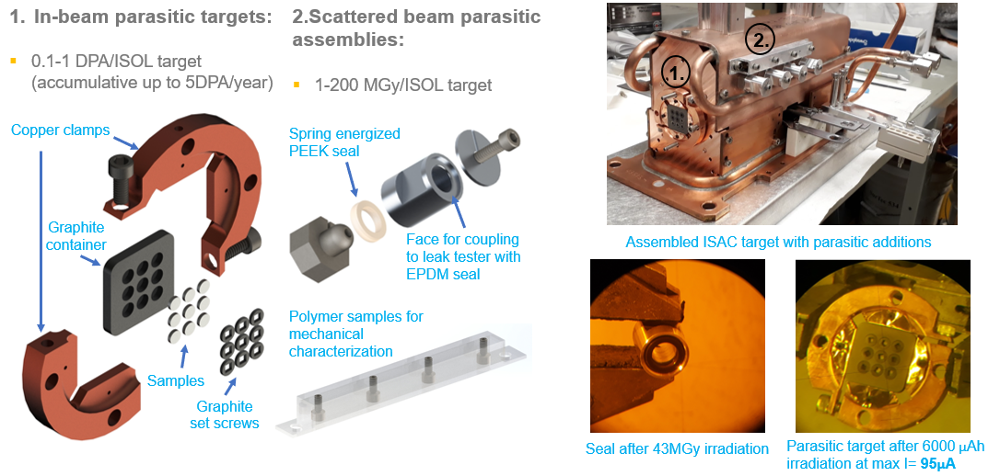 1. In-beam parasitic targets:
▪ 0.1-1 DPA/ISOL target
(accumulative up to 5DPA/year)
2.Scattered beam parasitic
assemblies:
▪ 1-200 MGy/ISOL target
Copper clamps
Graphite
container
Samples
Graphite
set screws
Spring energized
PEEK seal
Face for coupling
to leak tester with
EPDM seal
Polymer samples for
mechanical
characterization
1.
2.
Assembled ISAC target with parasitic additions
Seal after 43MGy irradiation
Parasitic target after 6000 µAh
irradiation at max I= 95µA